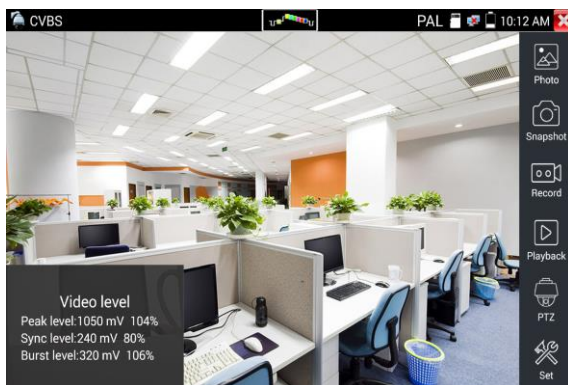 CVBS
PAL
10:12 AM
Photo
Snapshot
Record
Playback
PTZ
Set
Video level
Peak level:1050 mV 104%
Sync level:240 mV 80%
Burst level:320 mV 106%